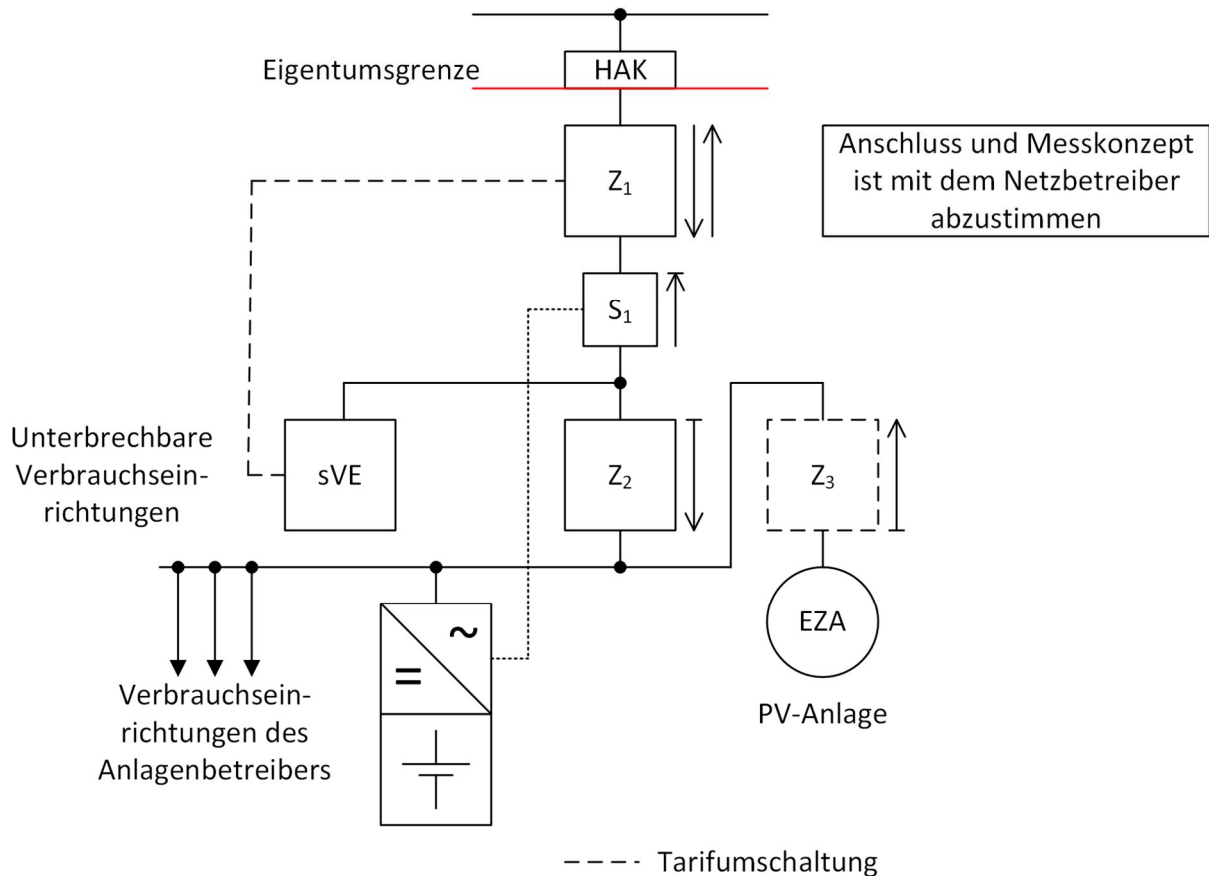 Eigentumsgrenze
HAK
Z₁
Anschluss und Messkonzept
ist mit dem Netzbetreiber
abzustimmen
S₁
Unterbrechbare
Verbrauchsein-
richtungen
sVE
Z₂
Z₃
~
=
EZA
Verbrauchsein-
richtungen des
Anlagenbetreibers
PV-Anlage
Tarifumschaltung